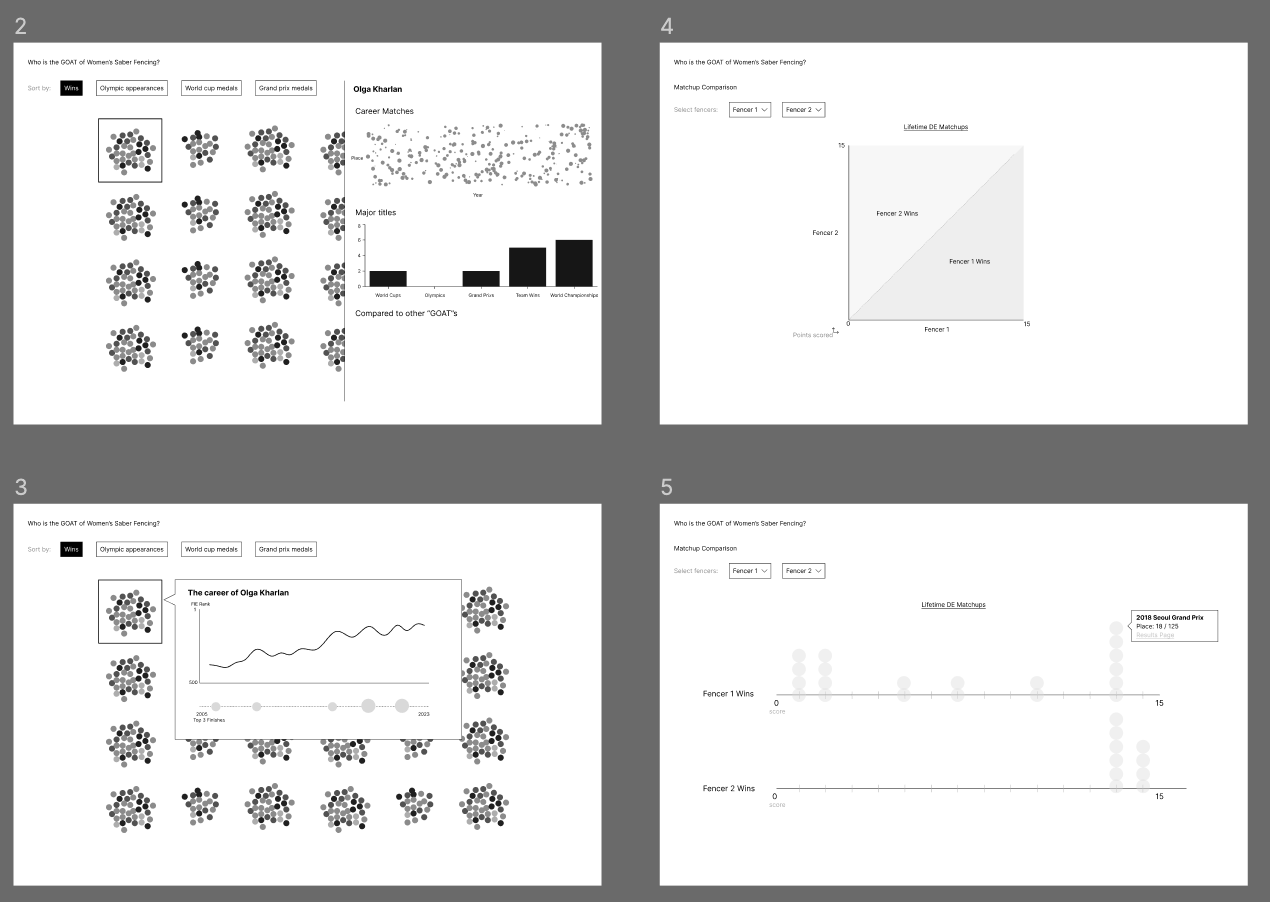 2
Who is the GOAT of Women's Saber Fencing?
Sort by: Wins Olympic appearances World cup medals Grand prix medals
Olga Kharlan
Career Matches
Place
Year
Major titles
8
6
4
2
0
World Cups Olympics Grand Prixs Team Wins World Championships
Compared to other "GOAT"s
4
Who is the GOAT of Women's Saber Fencing?
Matchup Comparison
Select fencers: Fencer 1 Fencer 2
Lifetime DE Matchups
15
Fencer 2 Wins
Fencer 2
Fencer 1 Wins
0 15
Fencer 1
Points scored
3
Who is the GOAT of Women's Saber Fencing?
Sort by: Wins Olympic appearances World cup medals Grand prix medals
The career of Olga Kharlan
FIE Rank
1
500
2005 2023
Top 3 Finishes
5
Who is the GOAT of Women's Saber Fencing?
Matchup Comparison
Select fencers: Fencer 1 Fencer 2
Lifetime DE Matchups
2018 Seoul Grand Prix
Place: 18 / 125
Results Page
Fencer 1 Wins
0 15
score
Fencer 2 Wins
0 15
score